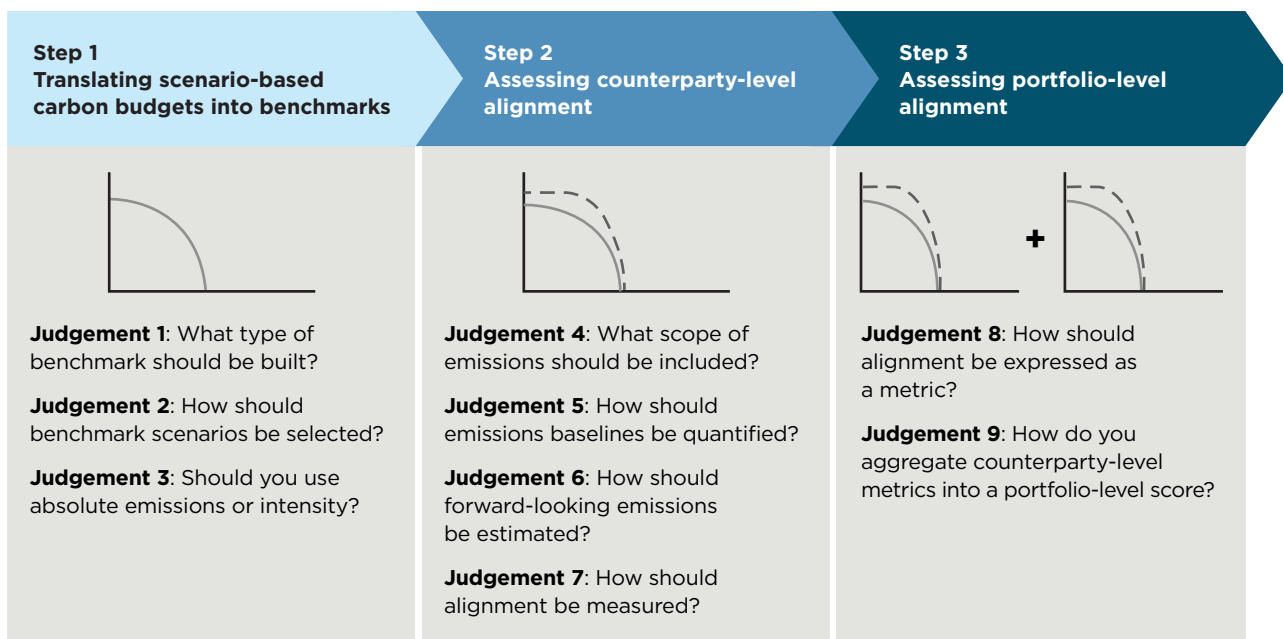 Step 1
Translating scenario-based
carbon budgets into benchmarks
Step 2
Assessing counterparty-level
alignment
Step 3
Assessing portfolio-level
alignment
+
Judgement 1: What type of
benchmark should be built?
Judgement 2: How should
benchmark scenarios be selected?
Judgement 3: Should you use
absolute emissions or intensity?
Judgement 4: What scope of
emissions should be included?
Judgement 5: How should
emissions baselines be quantified?
Judgement 6: How should
forward-looking emissions
be estimated?
Judgement 7: How should
alignment be measured?
Judgement 8: How should
alignment be expressed as
a metric?
Judgement 9: How do you
aggregate counterparty-level
metrics into a portfolio-level score?